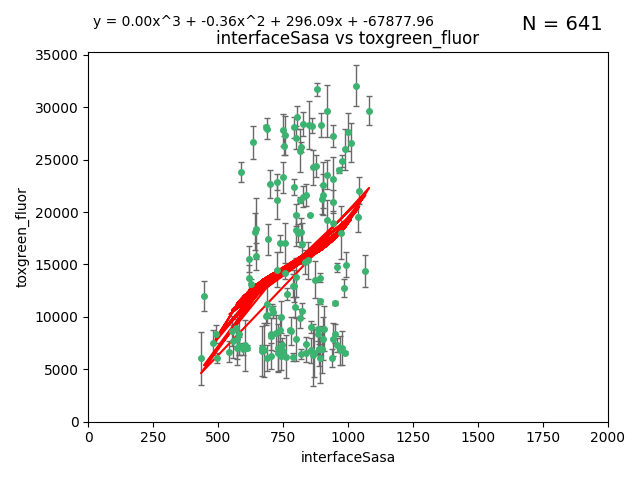 y = 0.00x^3 + -0.36x^2 + 296.09x + -67877.96
N = 641
interfaceSasa vs toxgreen_fluor
35000
30000
25000
20000
15000
10000
5000
0
toxgreen_fluor
0 250 500 750 1000 1250 1500 1750 2000
interfaceSasa